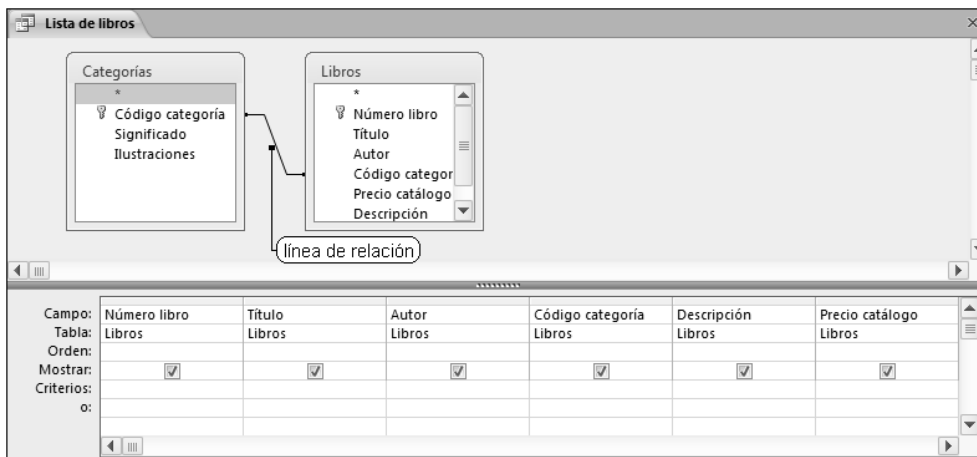 Lista de libros
Categorías
*
Código categoría
Significado
Ilustraciones
Libros
*
Número libro
Título
Autor
Código categor
Precio catálogo
Descripción
línea de relación
Campo: Número libro Título Autor Código categoría Descripción Precio catálogo
Tabla: Libros Libros Libros Libros Libros Libros
Orden:
Mostrar:
Criterios:
o: